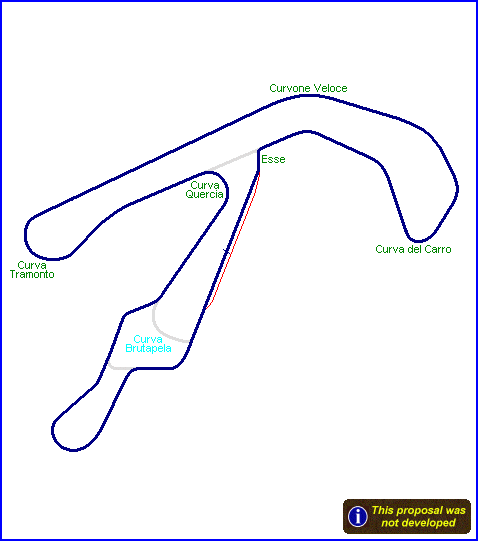 Curvone Veloce
Esse
Curva
Quercia
Curva del Carro
Curva
Tramonto
Curva
Brutapela
This proposal was
not developed